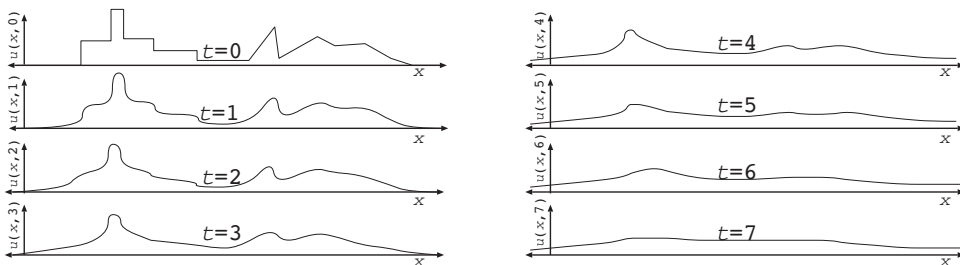 u(x,0)
t=0
x
u(x,1)
t=1
x
u(x,2)
t=2
x
u(x,3)
t=3
x
u(x,4)
t=4
x
u(x,5)
t=5
x
u(x,6)
t=6
x
u(x,7)
t=7
x